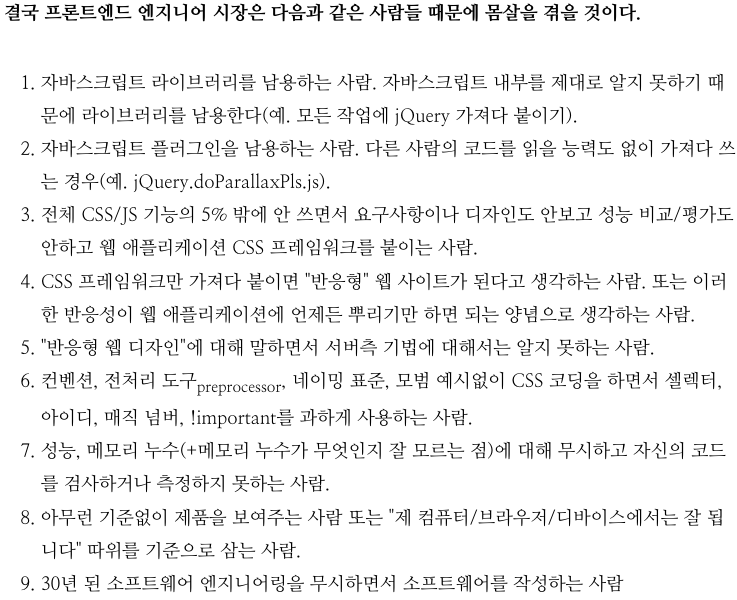 결국 프론트엔드 엔지니어 시장은 다음과 같은 사람들 때문에 몸살을 겪을 것이다.
1. 자바스크립트 라이브러리를 남용하는 사람. 자바스크립트 내부를 제대로 알지 못하기 때
문에 라이브러리를 남용한다(예. 모든 작업에 jQuery 가져다 붙이기).
2. 자바스크립트 플러그인을 남용하는 사람. 다른 사람의 코드를 읽을 능력도 없이 가져다 쓰
는 경우(예. jQuery.doParallaxPls.js).
3. 전체 CSS/JS 기능의 5% 밖에 안 쓰면서 요구사항이나 디자인도 안보고 성능 비교/평가도
안하고 웹 애플리케이션 CSS 프레임워크를 붙이는 사람.
4. CSS 프레임워크만 가져다 붙이면 "반응형" 웹 사이트가 된다고 생각하는 사람. 또는 이러
한 반응성이 웹 애플리케이션에 언제든 뿌리기만 하면 되는 양념으로 생각하는 사람.
5. "반응형 웹 디자인"에 대해 말하면서 서버측 기법에 대해서는 알지 못하는 사람.
6. 컨벤션, 전처리 도구preprocessor, 네이밍 표준, 모범 예시없이 CSS 코딩을 하면서 셀렉터,
아이디, 매직 넘버, !important를 과하게 사용하는 사람.
7. 성능, 메모리 누수(+메모리 누수가 무엇인지 잘 모르는 점)에 대해 무시하고 자신의 코드
를 검사하거나 측정하지 못하는 사람.
8. 아무런 기준없이 제품을 보여주는 사람 또는 "제 컴퓨터/브라우저/디바이스에서는 잘 됩
니다" 따위를 기준으로 삼는 사람.
9. 30년 된 소프트웨어 엔지니어링을 무시하면서 소프트웨어를 작성하는 사람